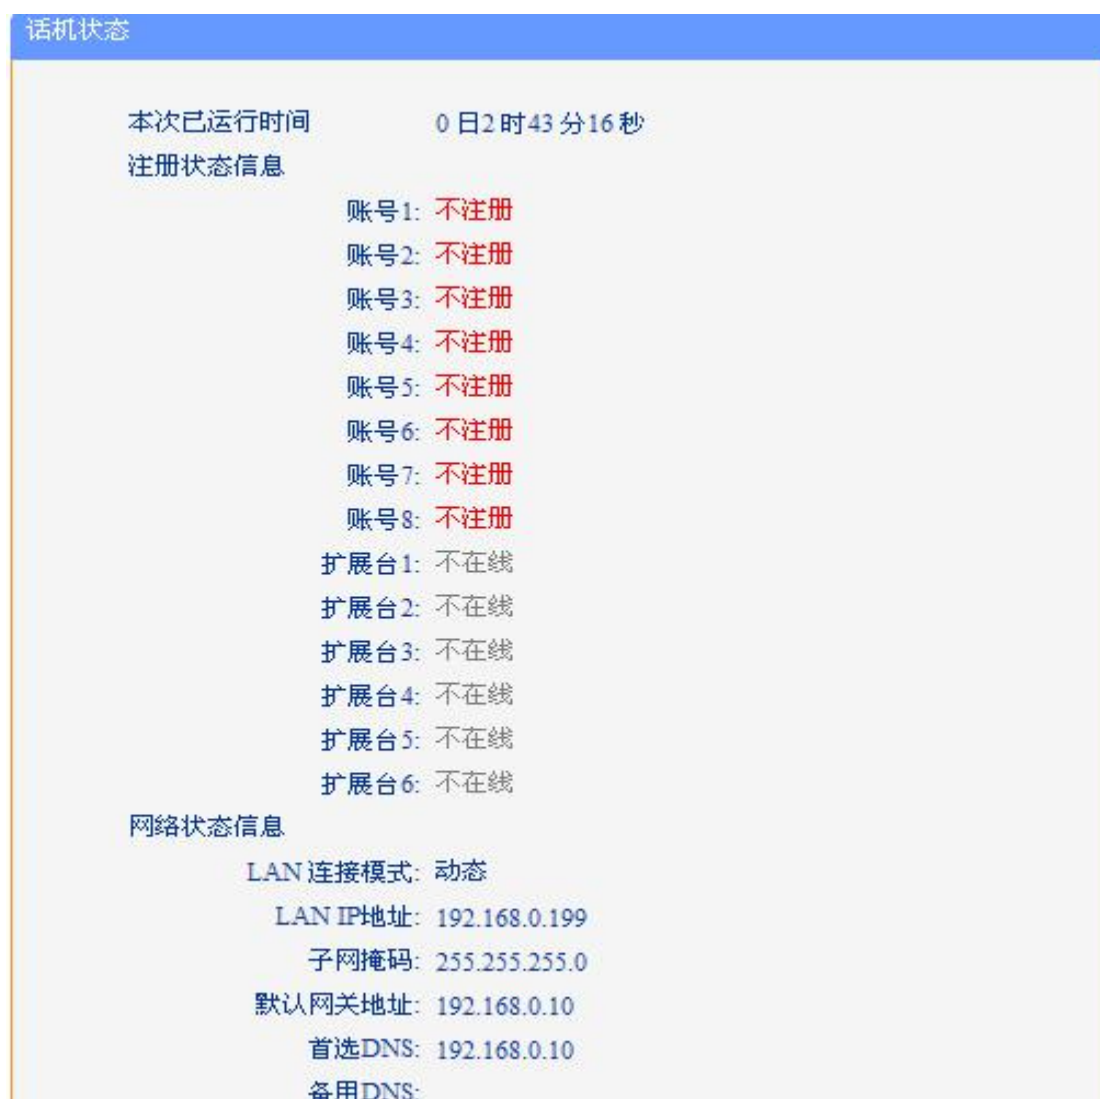 话机状态
本次已运行时间 0 日2 时43 分16 秒
注册状态信息
账号1: 不注册
账号2: 不注册
账号3: 不注册
账号4: 不注册
账号5: 不注册
账号6: 不注册
账号7: 不注册
账号8: 不注册
扩展台1: 不在线
扩展台2: 不在线
扩展台3: 不在线
扩展台4: 不在线
扩展台5: 不在线
扩展台6: 不在线
网络状态信息
LAN 连接模式: 动态
LAN IP地址: 192.168.0.199
子网掩码: 255.255.255.0
默认网关地址: 192.168.0.10
首选DNS: 192.168.0.10
备用DNS: